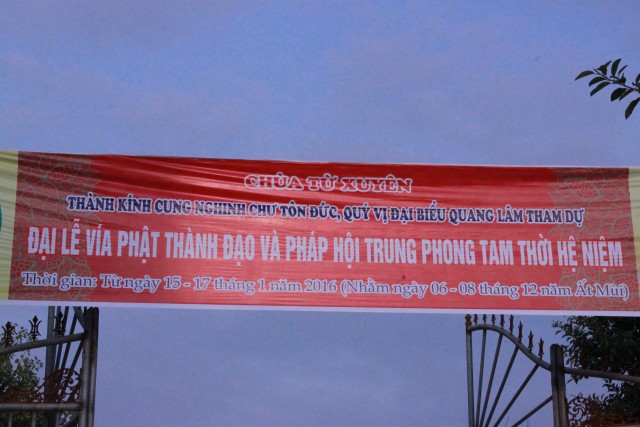 CHÙA TỪ XUYÊN
THÀNH KÍNH CUNG NGHINH CHƯ TÔN ĐỨC, QUÝ VỊ ĐẠI BIỂU QUANG LÂM THAM DỰ
ĐẠI LỄ VÍA PHẬT THÀNH ĐẠO VÀ PHÁP HỘI TRUNG PHONG TAM THỜI HỆ NIỆM
Thời gian: Từ ngày 15 - 17 tháng 1 năm 2016 (Nhằm ngày 06 - 08 tháng 12 năm Ất Mùi)